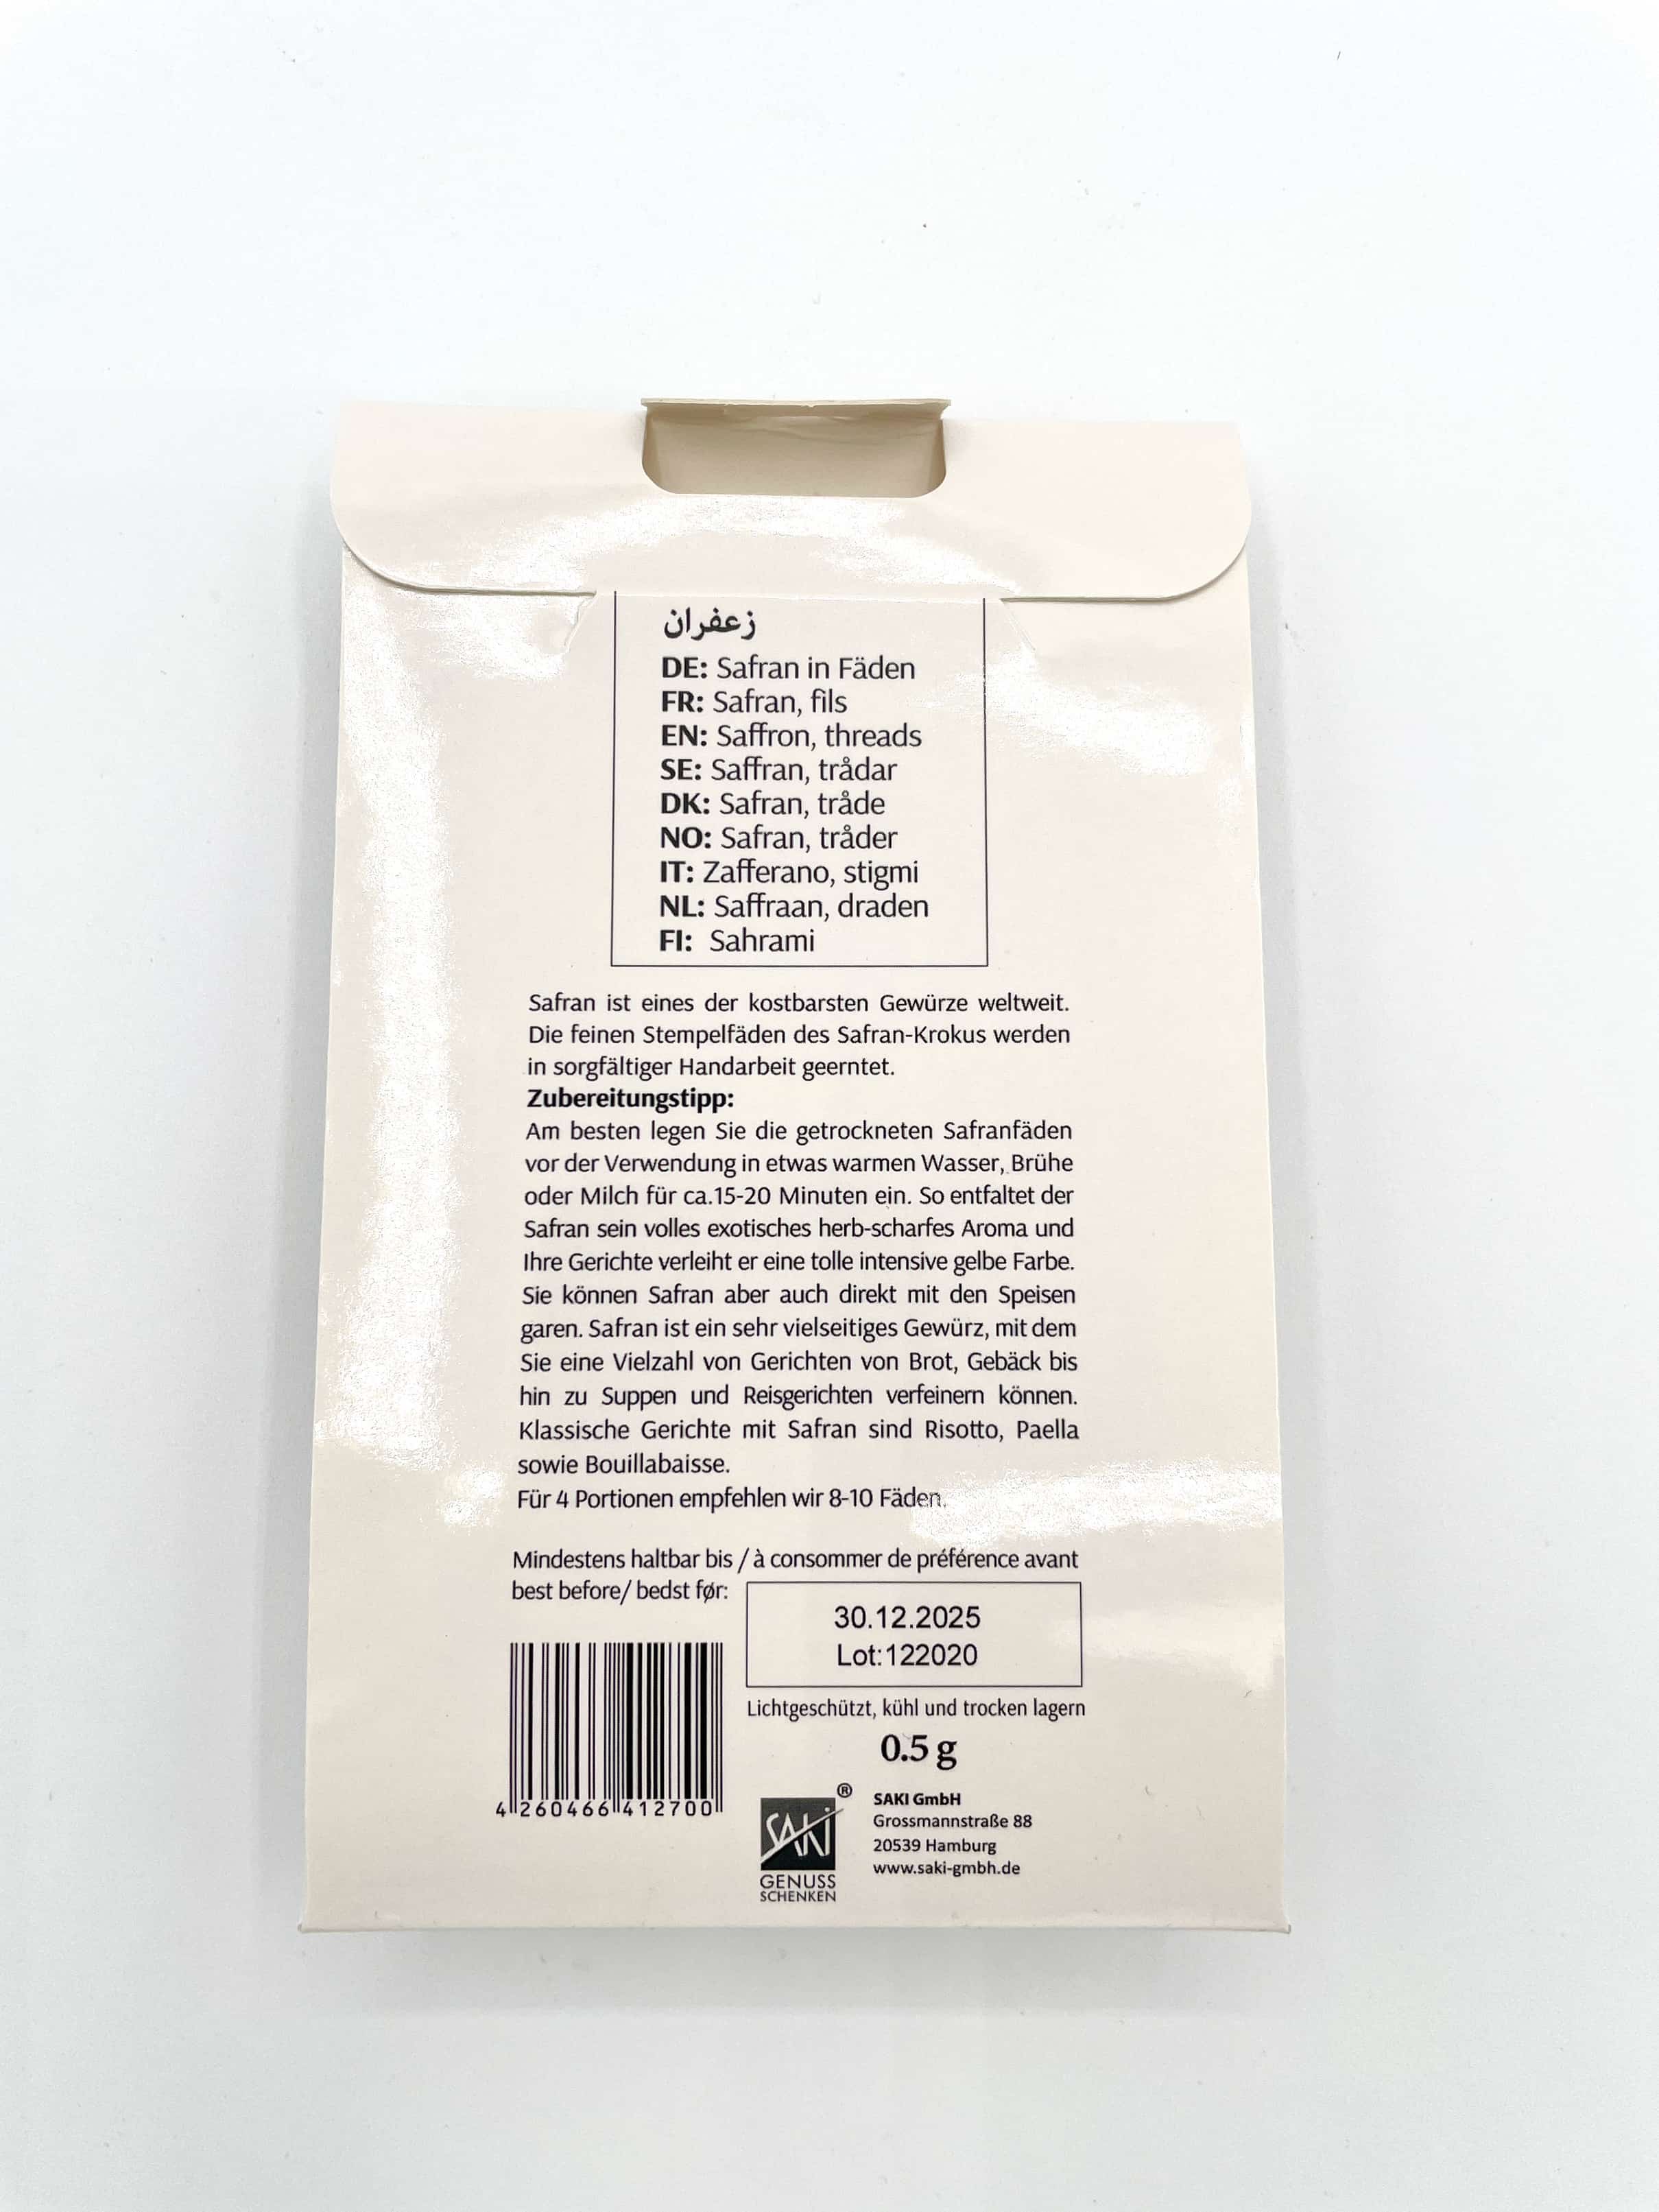 زعفران
DE: Safran in Fäden
FR: Safran, fils
EN: Saffron, threads
SE: Saffran, trådar
DK: Safran, tråde
NO: Safran, tråder
IT: Zafferano, stigmi
NL: Saffraan, draden
FI: Sahrami
Safran ist eines der kostbarsten Gewürze weltweit.
Die feinen Stempelfäden des Safran-Krokus werden
in sorgfältiger Handarbeit geerntet.
Zubereitungstipp:
Am besten legen Sie die getrockneten Safranfäden
vor der Verwendung in etwas warmen Wasser, Brühe
oder Milch für ca.15-20 Minuten ein. So entfaltet der
Safran sein volles exotisches herb-scharfes Aroma und
Ihre Gerichte verleiht er eine tolle intensive gelbe Farbe.
Sie können Safran aber auch direkt mit den Speisen
garen. Safran ist ein sehr vielseitiges Gewürz, mit dem
Sie eine Vielzahl von Gerichten von Brot, Gebäck bis
hin zu Suppen und Reisgerichten verfeinern können.
Klassische Gerichte mit Safran sind Risotto, Paella
sowie Bouillabaisse.
Für 4 Portionen empfehlen wir 8-10 Fäden.
Mindestens haltbar bis / à consommer de préférence avant
best before/ bedst før:
30.12.2025
Lot:122020
Lichtgeschützt, kühl und trocken lagern
0.5 g
4 260466 412700
SAKI ®
GENUSS
SCHENKEN
SAKI GmbH
Grossmannstraße 88
20539 Hamburg
www.saki-gmbh.de